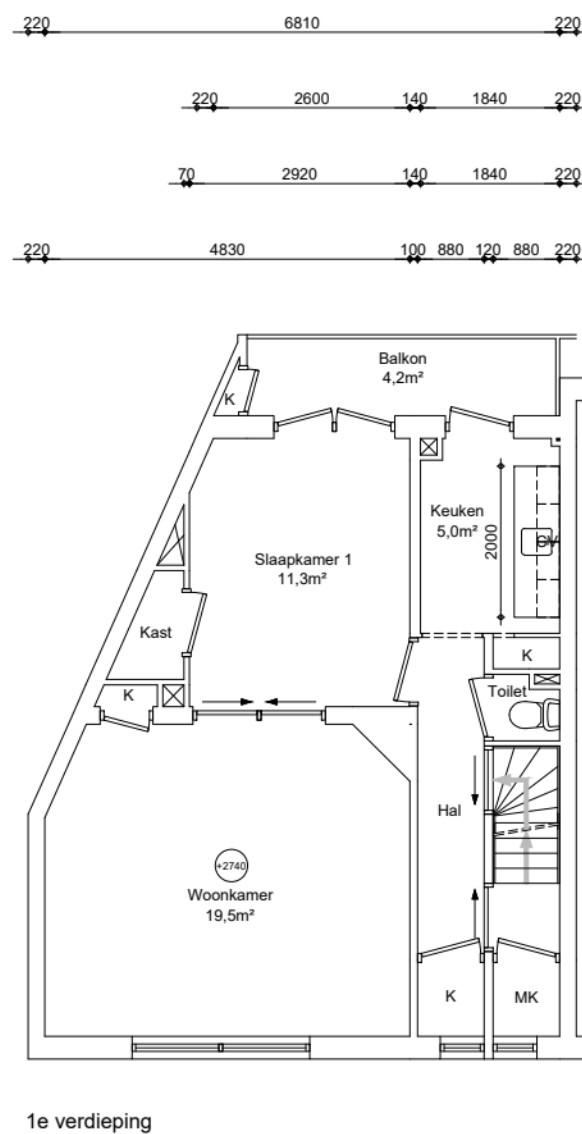 220 6810 220
220 2600 140 1840 220
70 2920 140 1840 220
220 4830 100 880 120 880 220
Balkon
4,2m²
K
Keuken
5,0m²
2000
CV
Slaapkamer 1
11,3m²
Kast
K
K
Toilet
Hal
+2740
Woonkamer
19,5m²
K
MK
1e verdieping